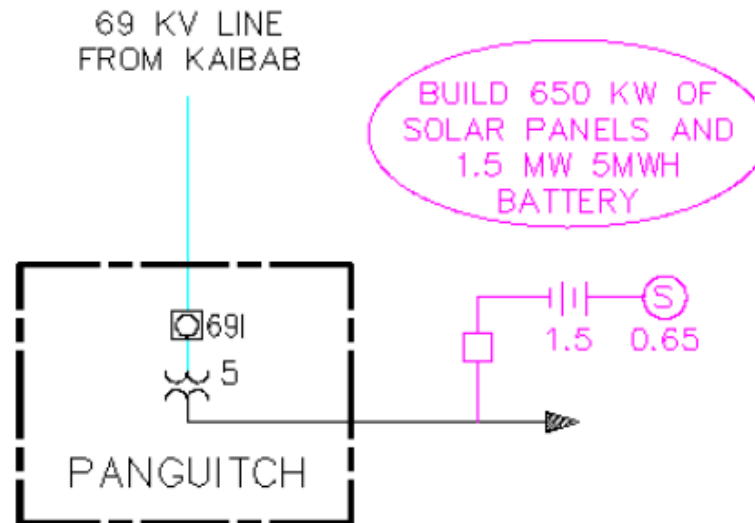 69 KV LINE
FROM KAIBAB
BUILD 650 KW OF
SOLAR PANELS AND
1.5 MW 5MWH
BATTERY
S
691
1.5 0.65
5
PANGUITCH